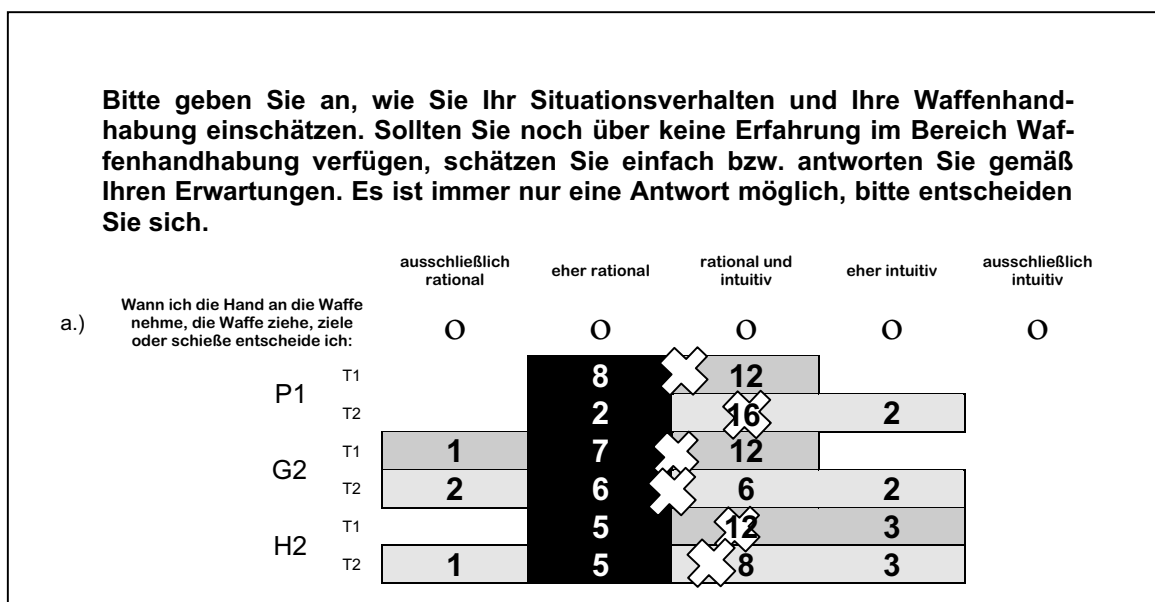 Bitte geben Sie an, wie Sie Ihr Situationsverhalten und Ihre Waffenhand-
habung einschätzen. Sollten Sie noch über keine Erfahrung im Bereich Waf-
fenhandhabung verfügen, schätzen Sie einfach bzw. antworten Sie gemäß
Ihren Erwartungen. Es ist immer nur eine Antwort möglich, bitte entscheiden
Sie sich.
ausschließlich rational eher rational rational und intuitiv eher intuitiv ausschließlich intuitiv
a.) Wann ich die Hand an die Waffe
nehme, die Waffe ziehe, ziele
oder schieße entscheide ich:
O O O O O
P1
T1 8 12
T2 2 16 2
G2
T1 1 7 12
T2 2 6 6 2
H2
T1 5 12 3
T2 1 5 8 3